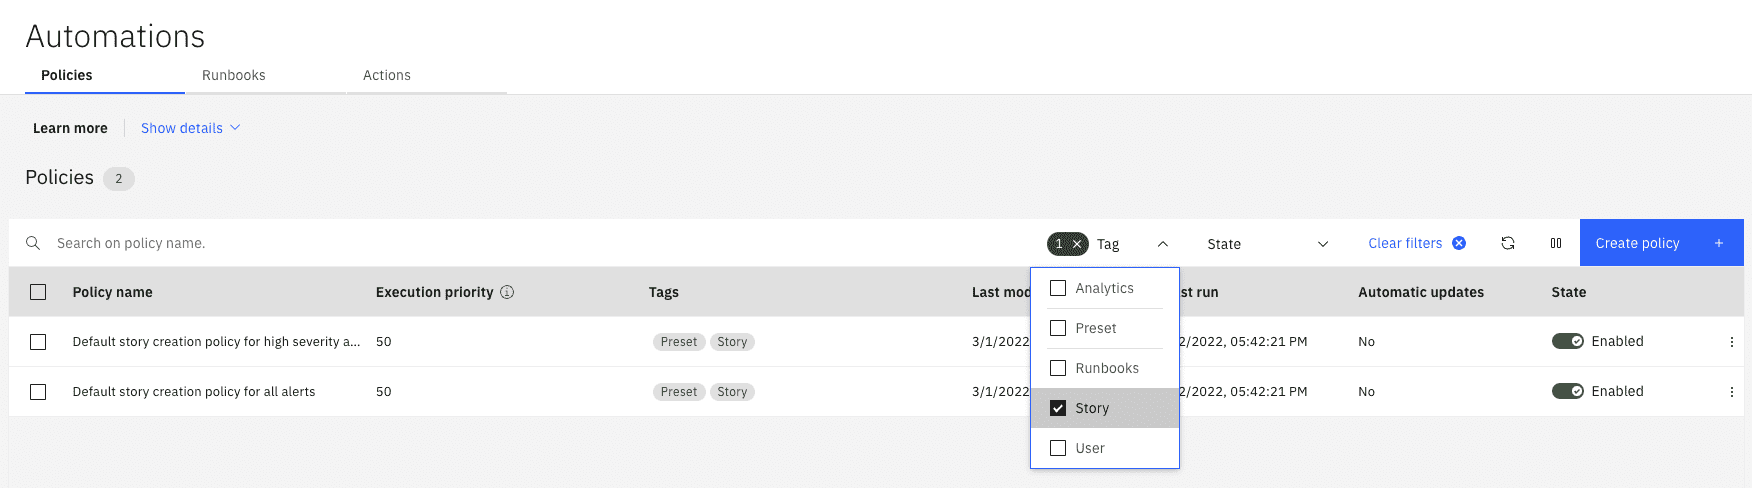 Automations
Policies Runbooks Actions
Learn more Show details
Policies 2
Search on policy name. 1 Tag State Clear filters Create policy +
Policy name Execution priority Tags Last mod st run Automatic updates State
Default story creation policy for high severity a... 50 Preset Story 3/1/2022 2/2022, 05:42:21 PM No Enabled
Default story creation policy for all alerts 50 Preset Story 3/1/2022 2/2022, 05:42:21 PM No Enabled
Analytics
Preset
Runbooks
Story
User